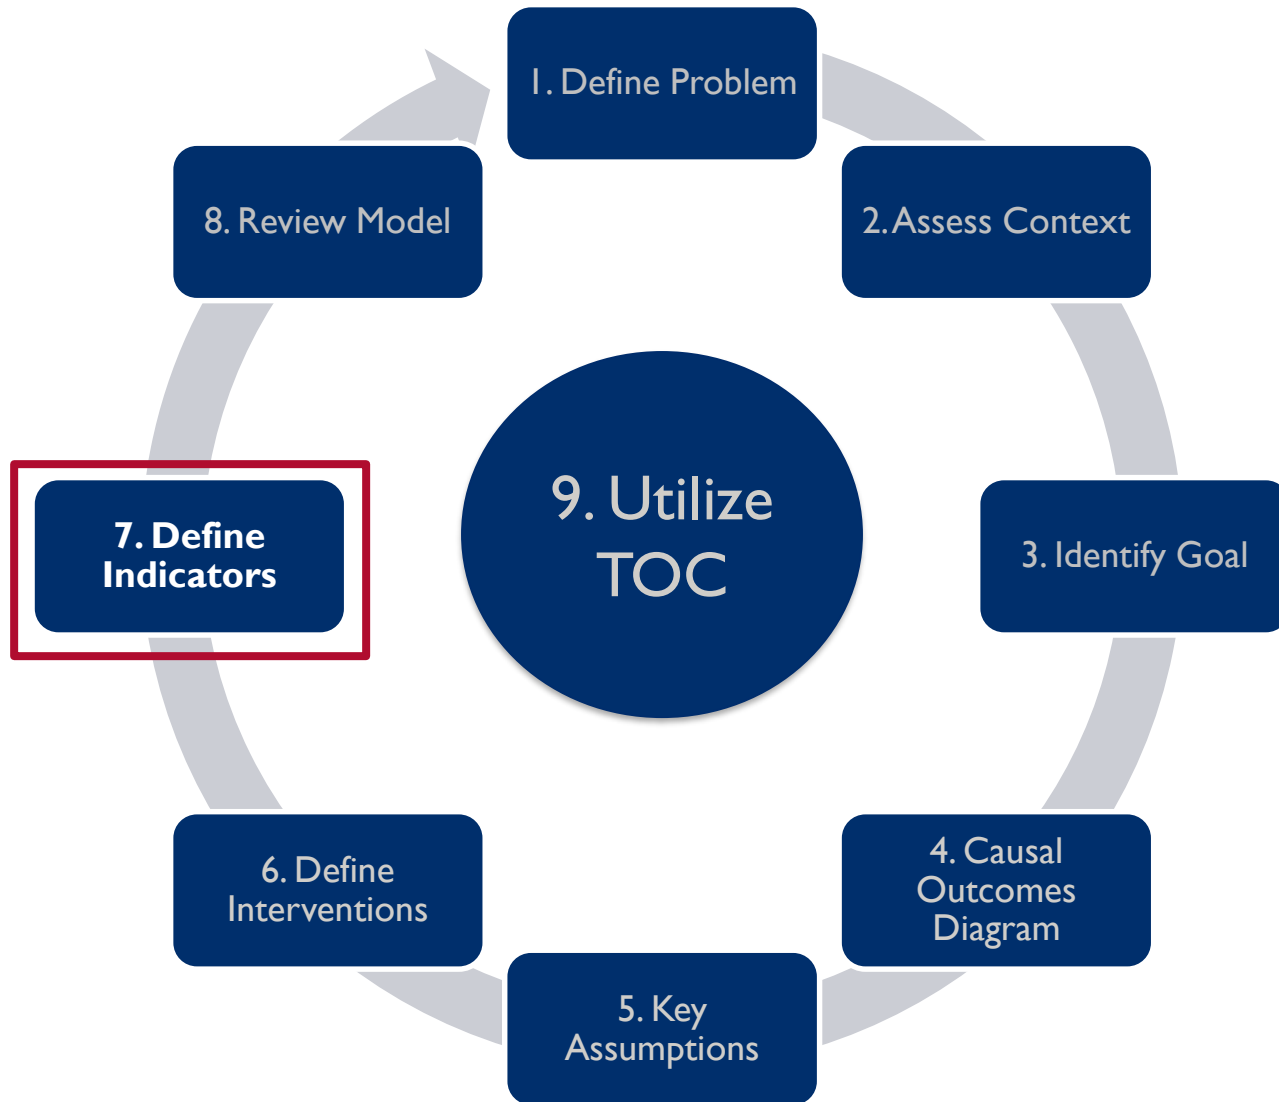 1. Define Problem
2. Assess Context
3. Identify Goal
4. Causal
Outcomes
Diagram
5. Key
Assumptions
6. Define
Interventions
7. Define
Indicators
8. Review Model
9. Utilize
TOC